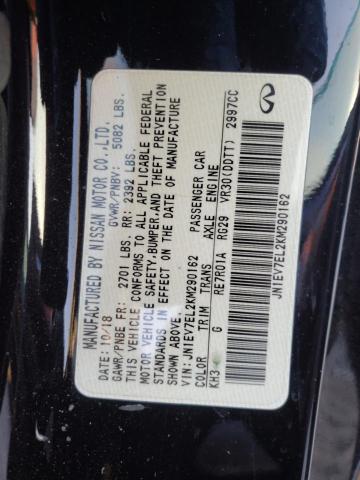 MANUFACTURED BY NISSAN MOTOR CO.,LTD.
DATE: 10/18 GVWR/PNBV: 5082 LBS.
GAWR/PNBE FR: 2701 LBS. RR: 2392 LBS.
THIS VEHICLE CONFORMS TO ALL APPLICABLE FEDERAL
MOTOR VEHICLE SAFETY,BUMPER,AND THEFT PREVENTION
STANDARDS IN EFFECT ON THE DATE OF MANUFACTURE
SHOWN ABOVE.
VIN: JN1EV7EL2KM290162 PASSENGER CAR
COLOR TRIM TRANS AXLE ENGINE
KH3 G RE7R01A RG29 VR30(DDTT) 2997CC
JN1EV7EL2KM290162